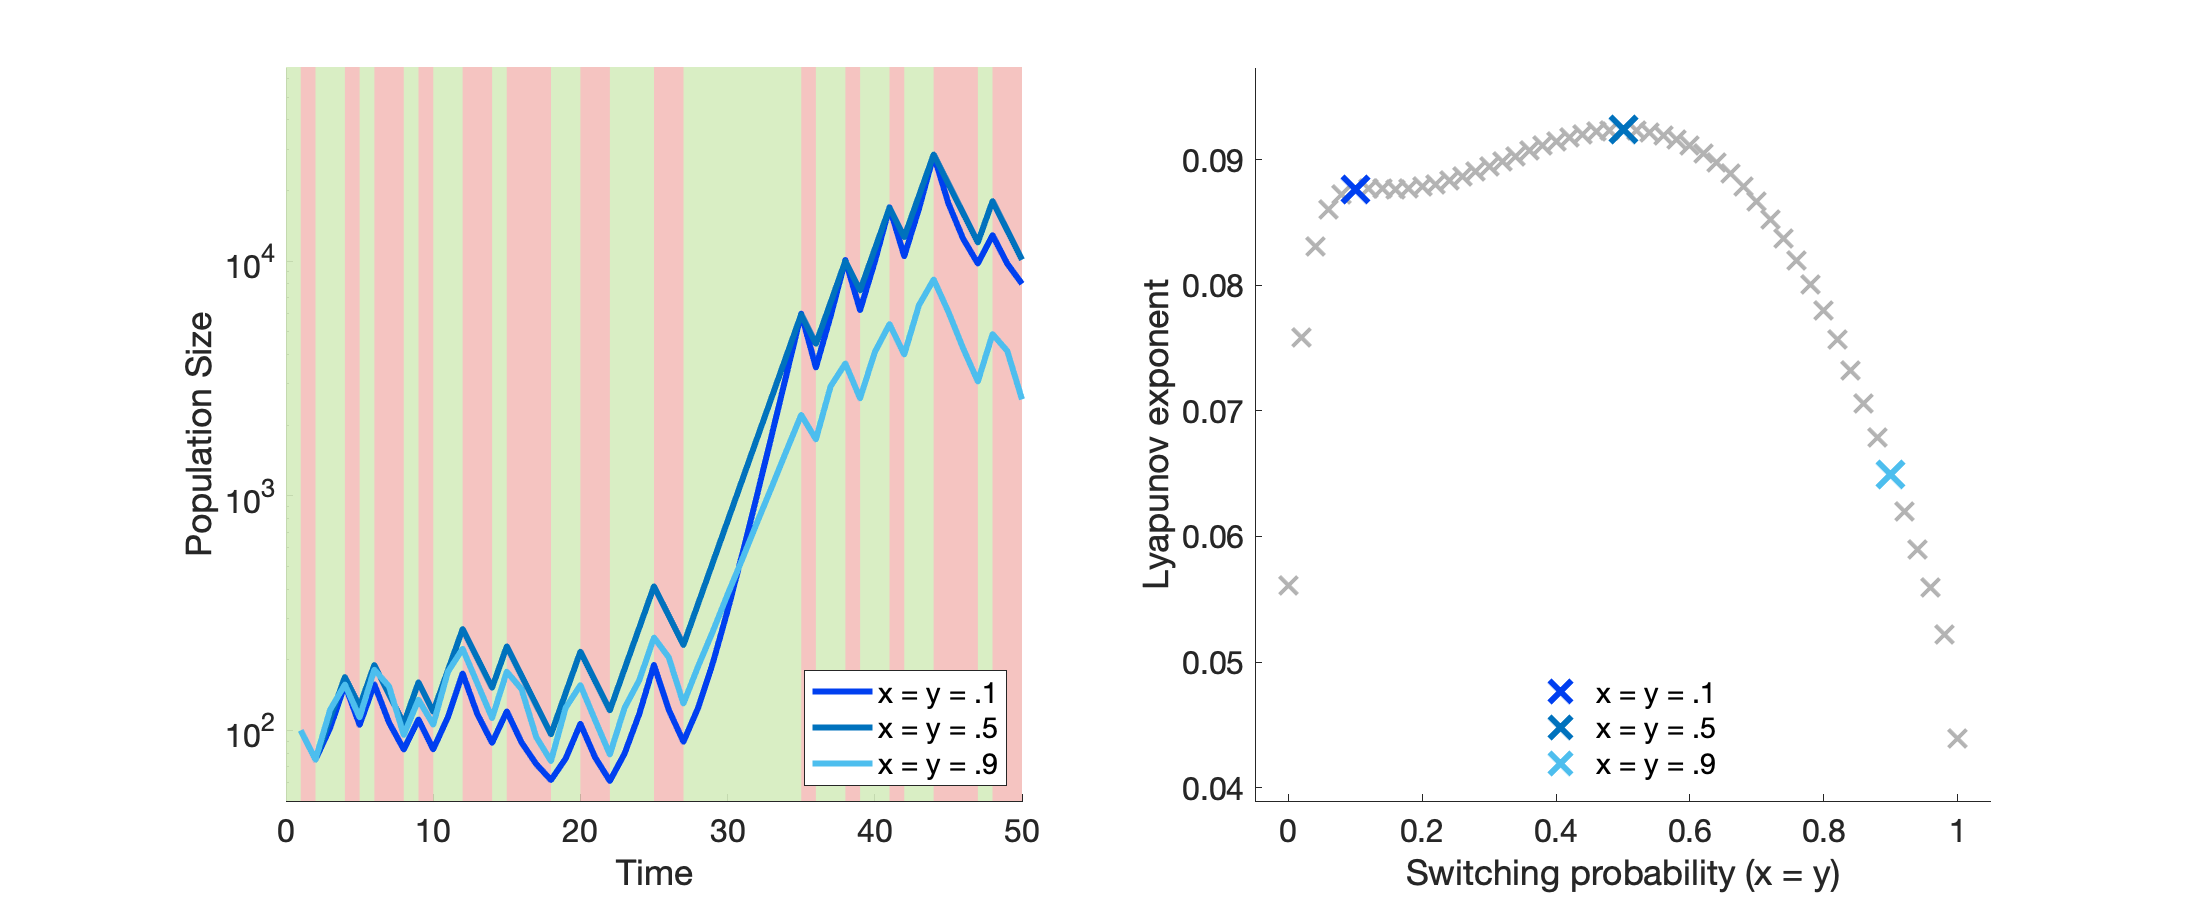 Population Size
10^4
10^3
10^2
0 10 20 30 40 50
Time
x = y = .1
x = y = .5
x = y = .9
Lyapunov exponent
0.09
0.08
0.07
0.06
0.05
0.04
0 0.2 0.4 0.6 0.8 1
Switching probability (x = y)
x = y = .1
x = y = .5
x = y = .9